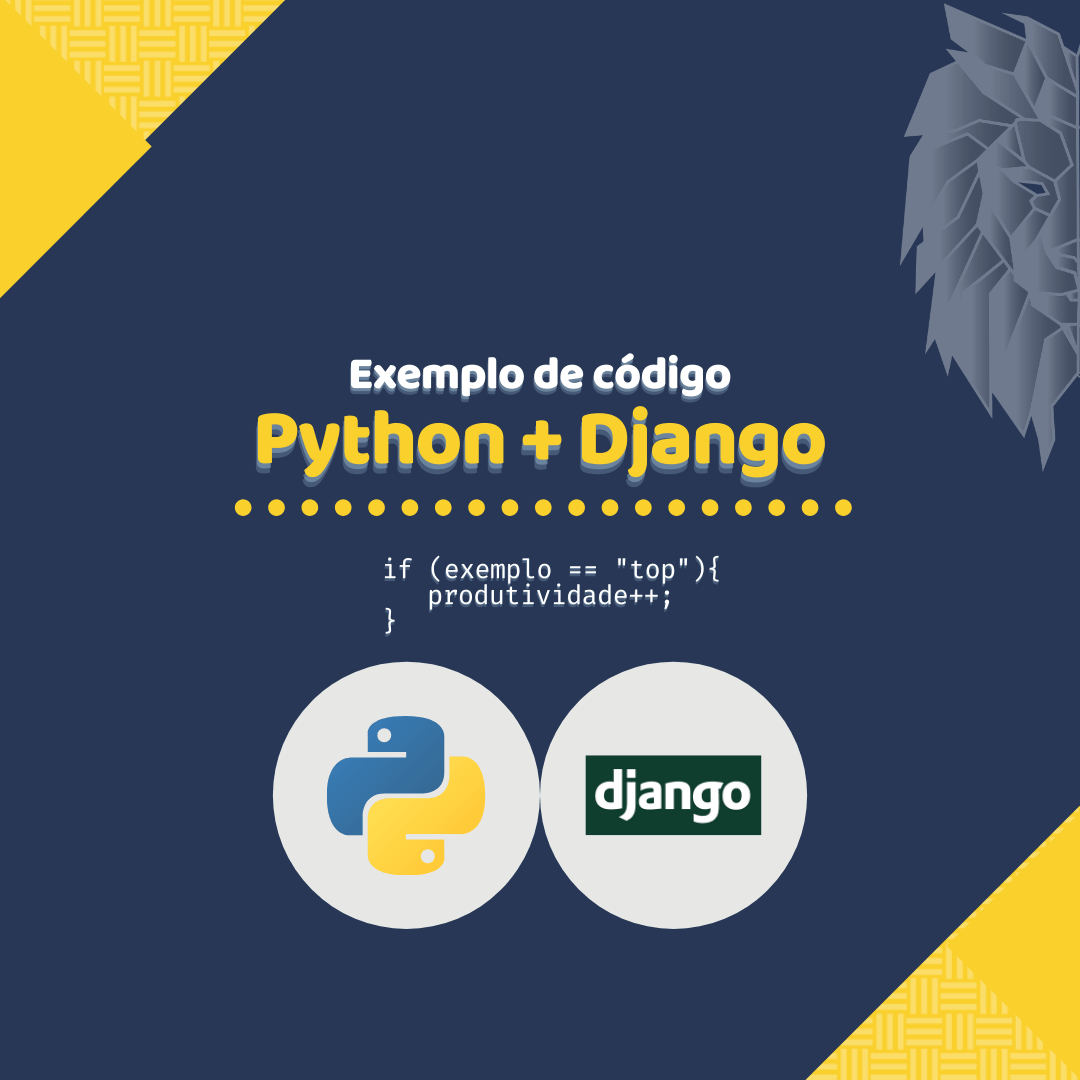 Exemplo de código
Python + Django
if (exemplo == "top"){
   produtividade++;
}
django